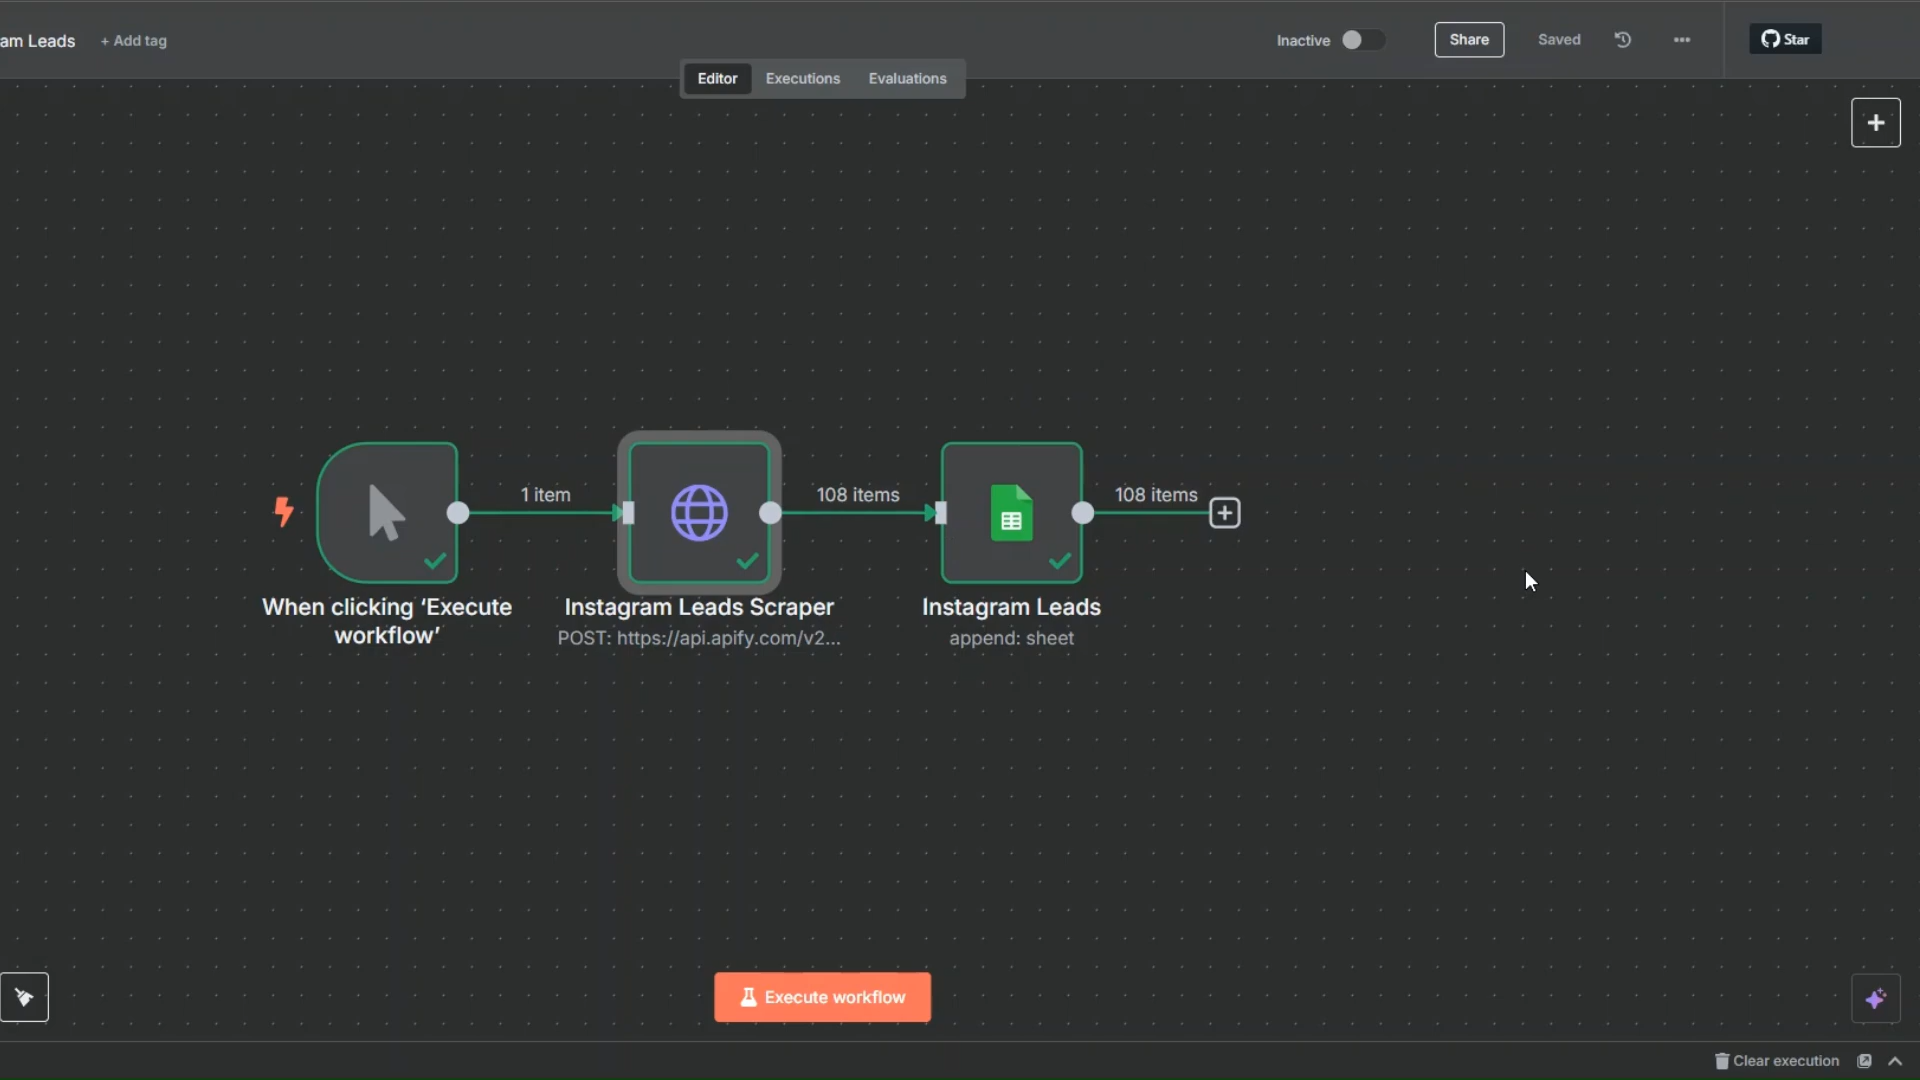 am Leads
+ Add tag
Inactive
Share
Saved
Star
Editor
Executions
Evaluations
1 item
108 items
108 items
When clicking ‘Execute
workflow’
Instagram Leads Scraper
POST: https://api.apify.com/v2...
Instagram Leads
append: sheet
Execute workflow
Clear execution